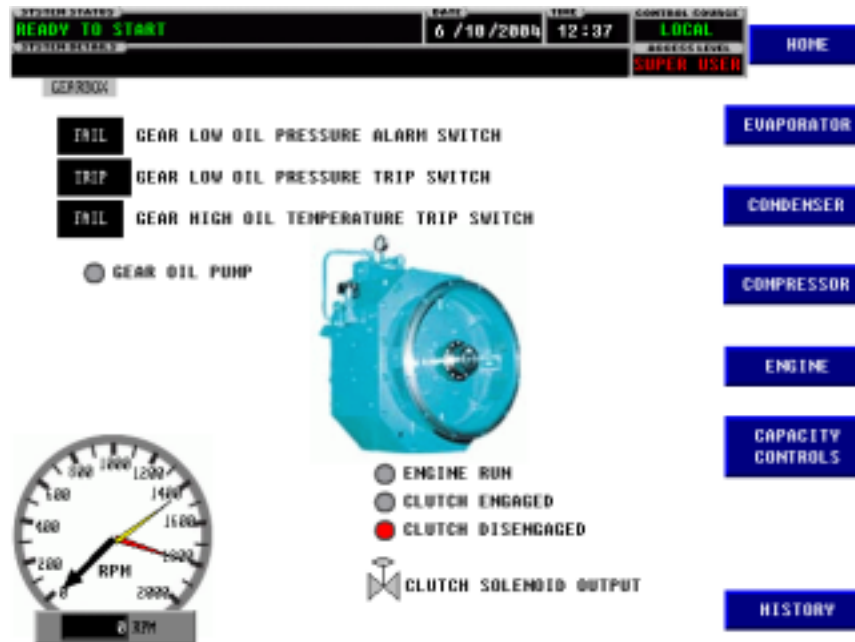 SYSTEM STATUS
READY TO START
DATE
6 /10/2004
TIME
12:37
CONTROL SOURCE
LOCAL
SYSTEM DETAILS
ACCESS LEVEL
SUPER USER
HOME
GEARBOX
FAIL GEAR LOW OIL PRESSURE ALARM SWITCH
TRIP GEAR LOW OIL PRESSURE TRIP SWITCH
FAIL GEAR HIGH OIL TEMPERATURE TRIP SWITCH
GEAR OIL PUMP
EVAPORATOR
CONDENSER
COMPRESSOR
ENGINE
CAPACITY
CONTROLS
HISTORY
ENGINE RUN
CLUTCH ENGAGED
CLUTCH DISENGAGED
CLUTCH SOLENOID OUTPUT
0 200 400 600 800 1000 1200 1400 1600 1800 2000
RPM
0 RPM